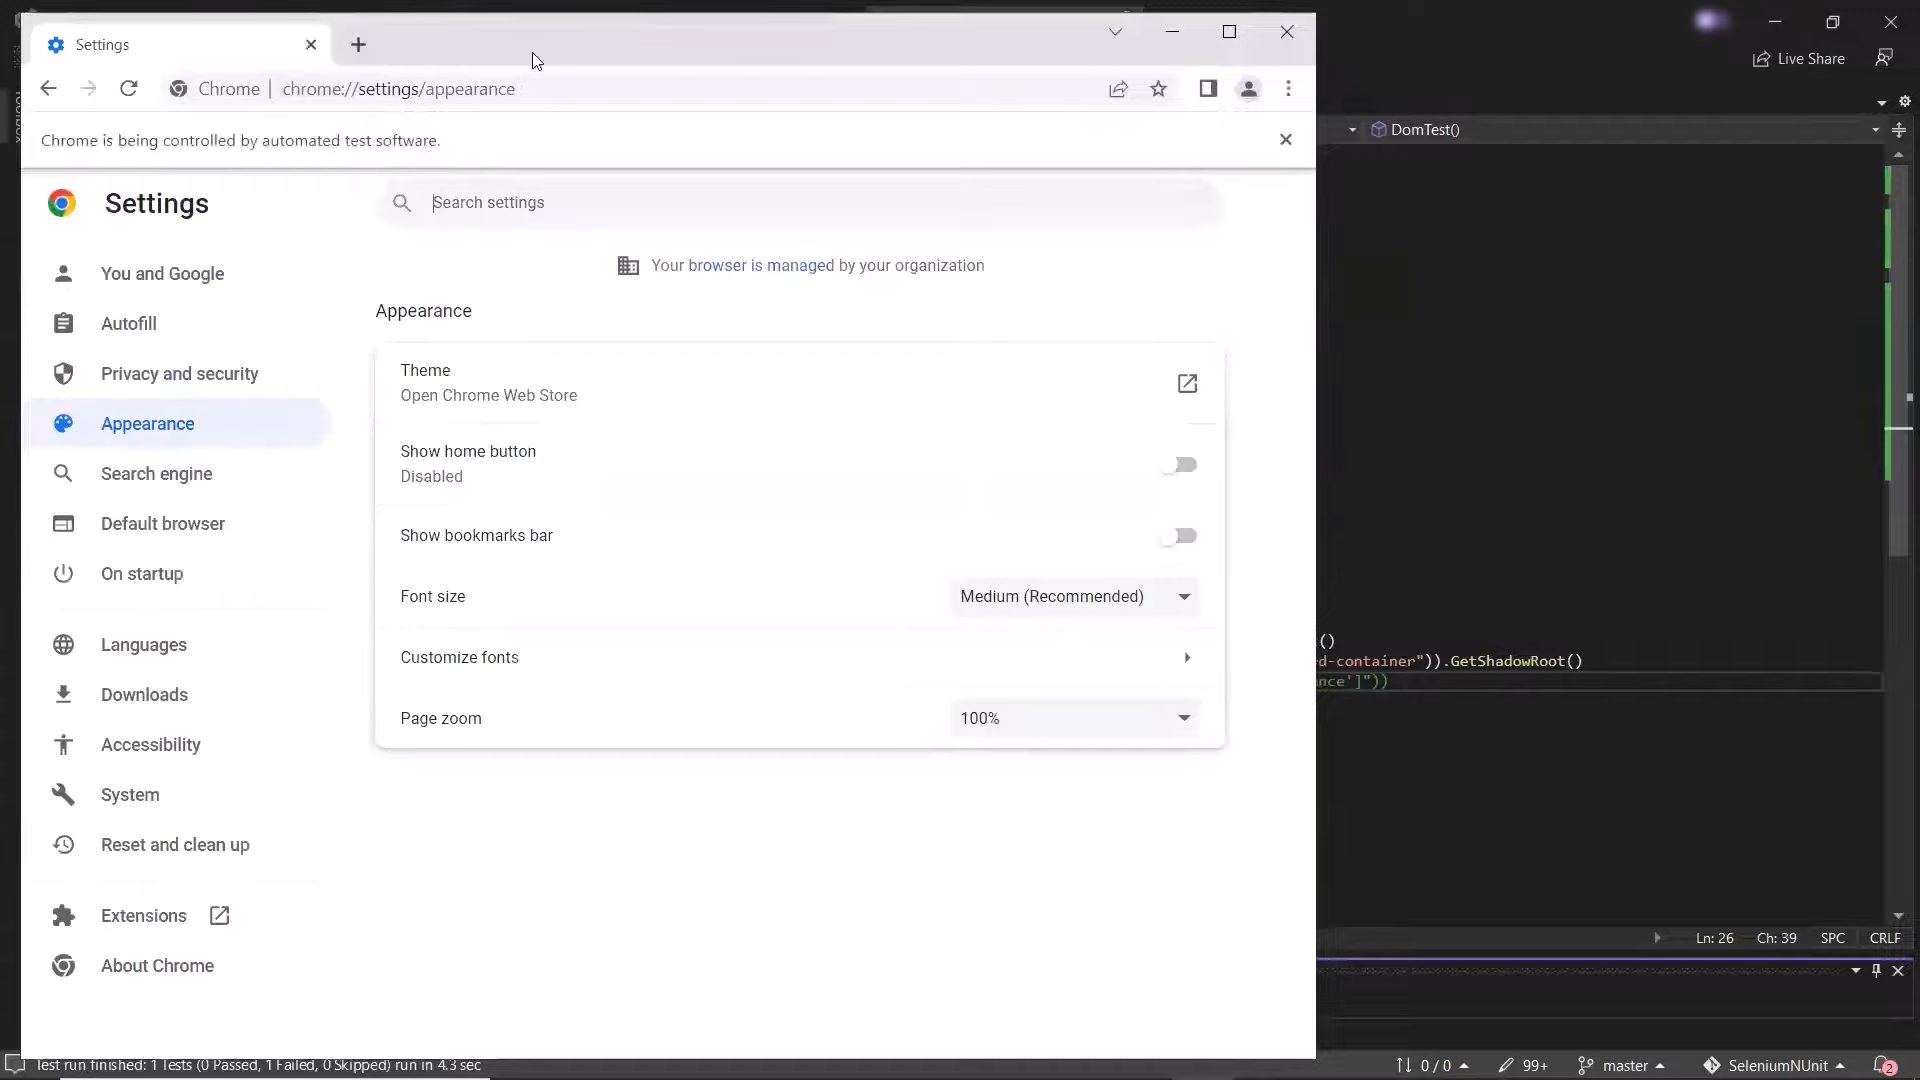 Settings
Chrome | chrome://settings/appearance
Chrome is being controlled by automated test software.
Settings
Search settings
You and Google
Autofill
Privacy and security
Appearance
Search engine
Default browser
On startup
Languages
Downloads
Accessibility
System
Reset and clean up
Extensions
About Chrome
Your browser is managed by your organization
Appearance
Theme
Open Chrome Web Store
Show home button
Disabled
Show bookmarks bar
Font size
Medium (Recommended)
Customize fonts
Page zoom
100%
Live Share
DomTest()
()
d-container")).GetShadowRoot()
nce']"))
Ln: 26 Ch: 39 SPC CRLF
Test run finished: 1 Tests (0 Passed, 1 Failed, 0 Skipped) run in 4.3 sec
0 / 0 99+ master SeleniumNUnit 2